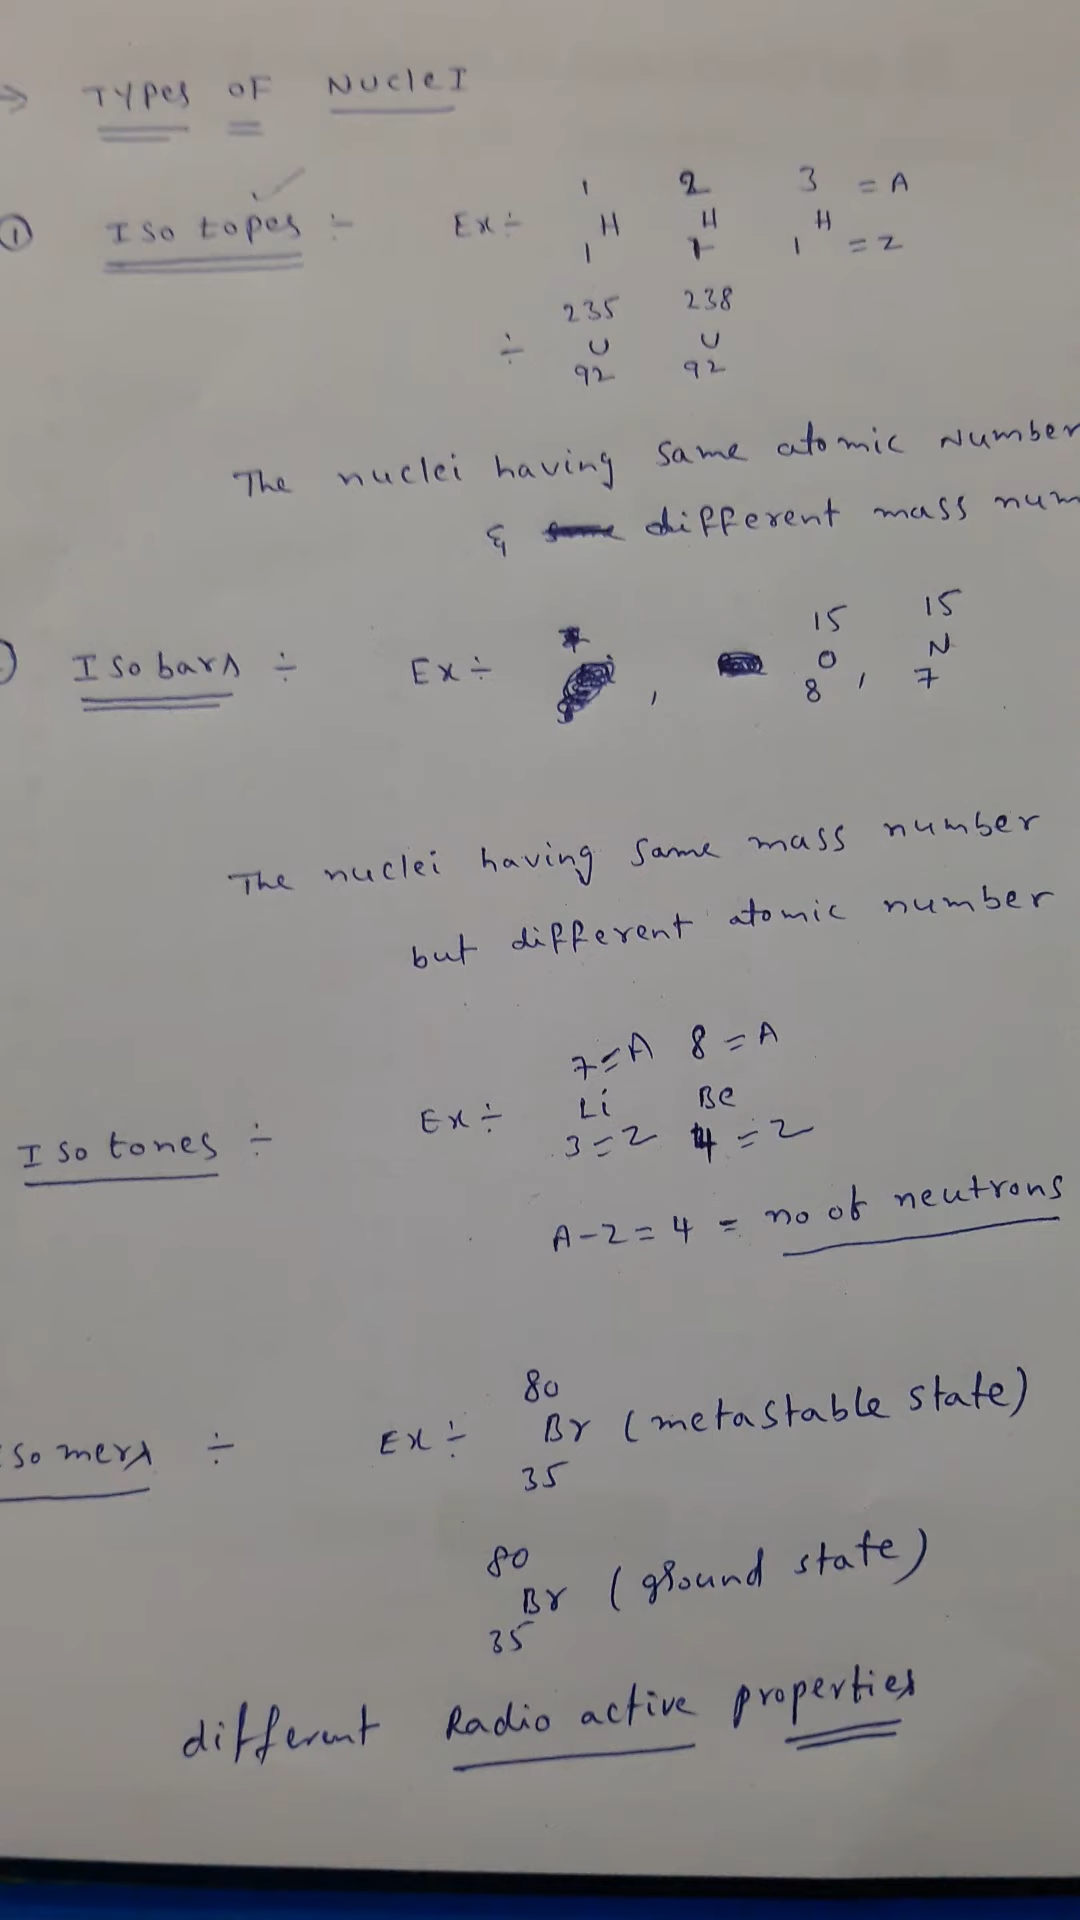 → TYPes OF NucleI
① Isotopes ÷ Ex ÷ 1 2 3 = A
H H H
1 1 1 = Z
÷ 235 238
U U
92 92
The nuclei having same atomic Number
& different mass num
Isobars ÷ Ex ÷ 15 15
O , N
8 7
The nuclei having same mass number
but different atomic number
7=A 8=A
Isotones ÷ Ex ÷ Li Be
3=Z 4=Z
A-Z=4 = no of neutrons
80
somers ÷ Ex ÷ Br (metastable state)
35
80
Br (ground state)
35
different Radio active properties